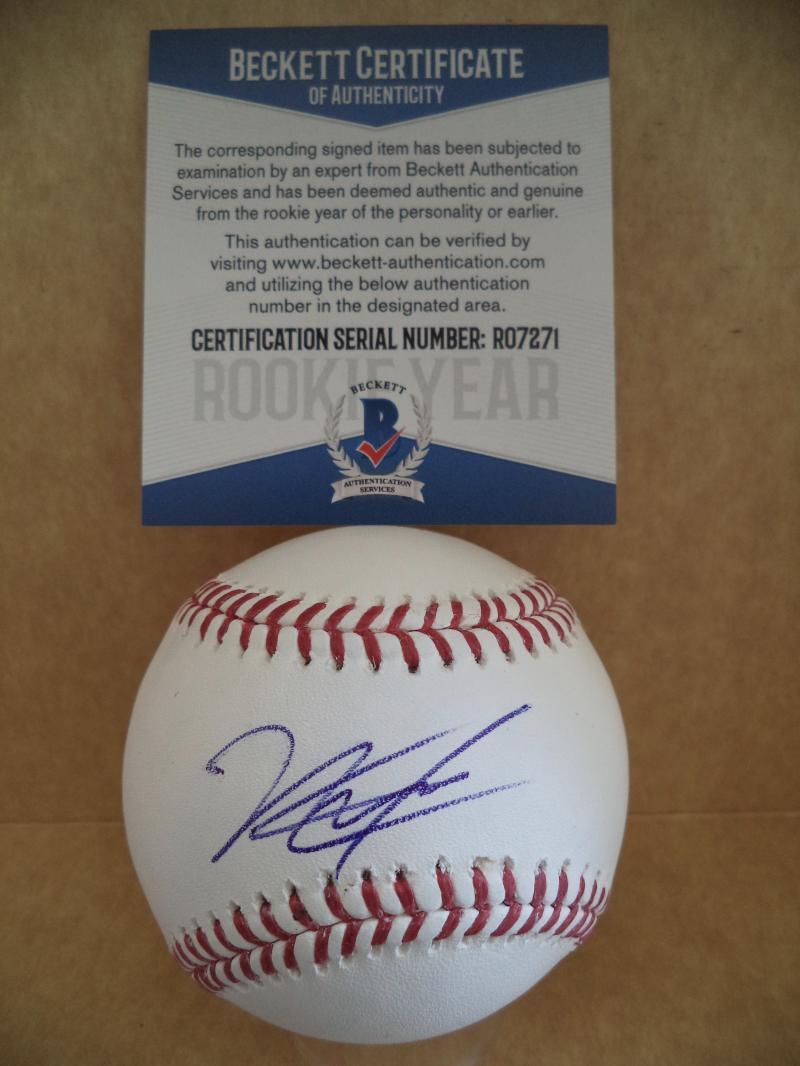 BECKETT CERTIFICATE
OF AUTHENTICITY
The corresponding signed item has been subjected to
examination by an expert from Beckett Authentication
Services and has been deemed authentic and genuine
from the rookie year of the personality or earlier.
This authentication can be verified by
visiting www.beckett-authentication.com
and utilizing the below authentication
number in the designated area.
CERTIFICATION SERIAL NUMBER: R07271
ROOKIE YEAR
BECKETT
B
AUTHENTICATION
SERVICES